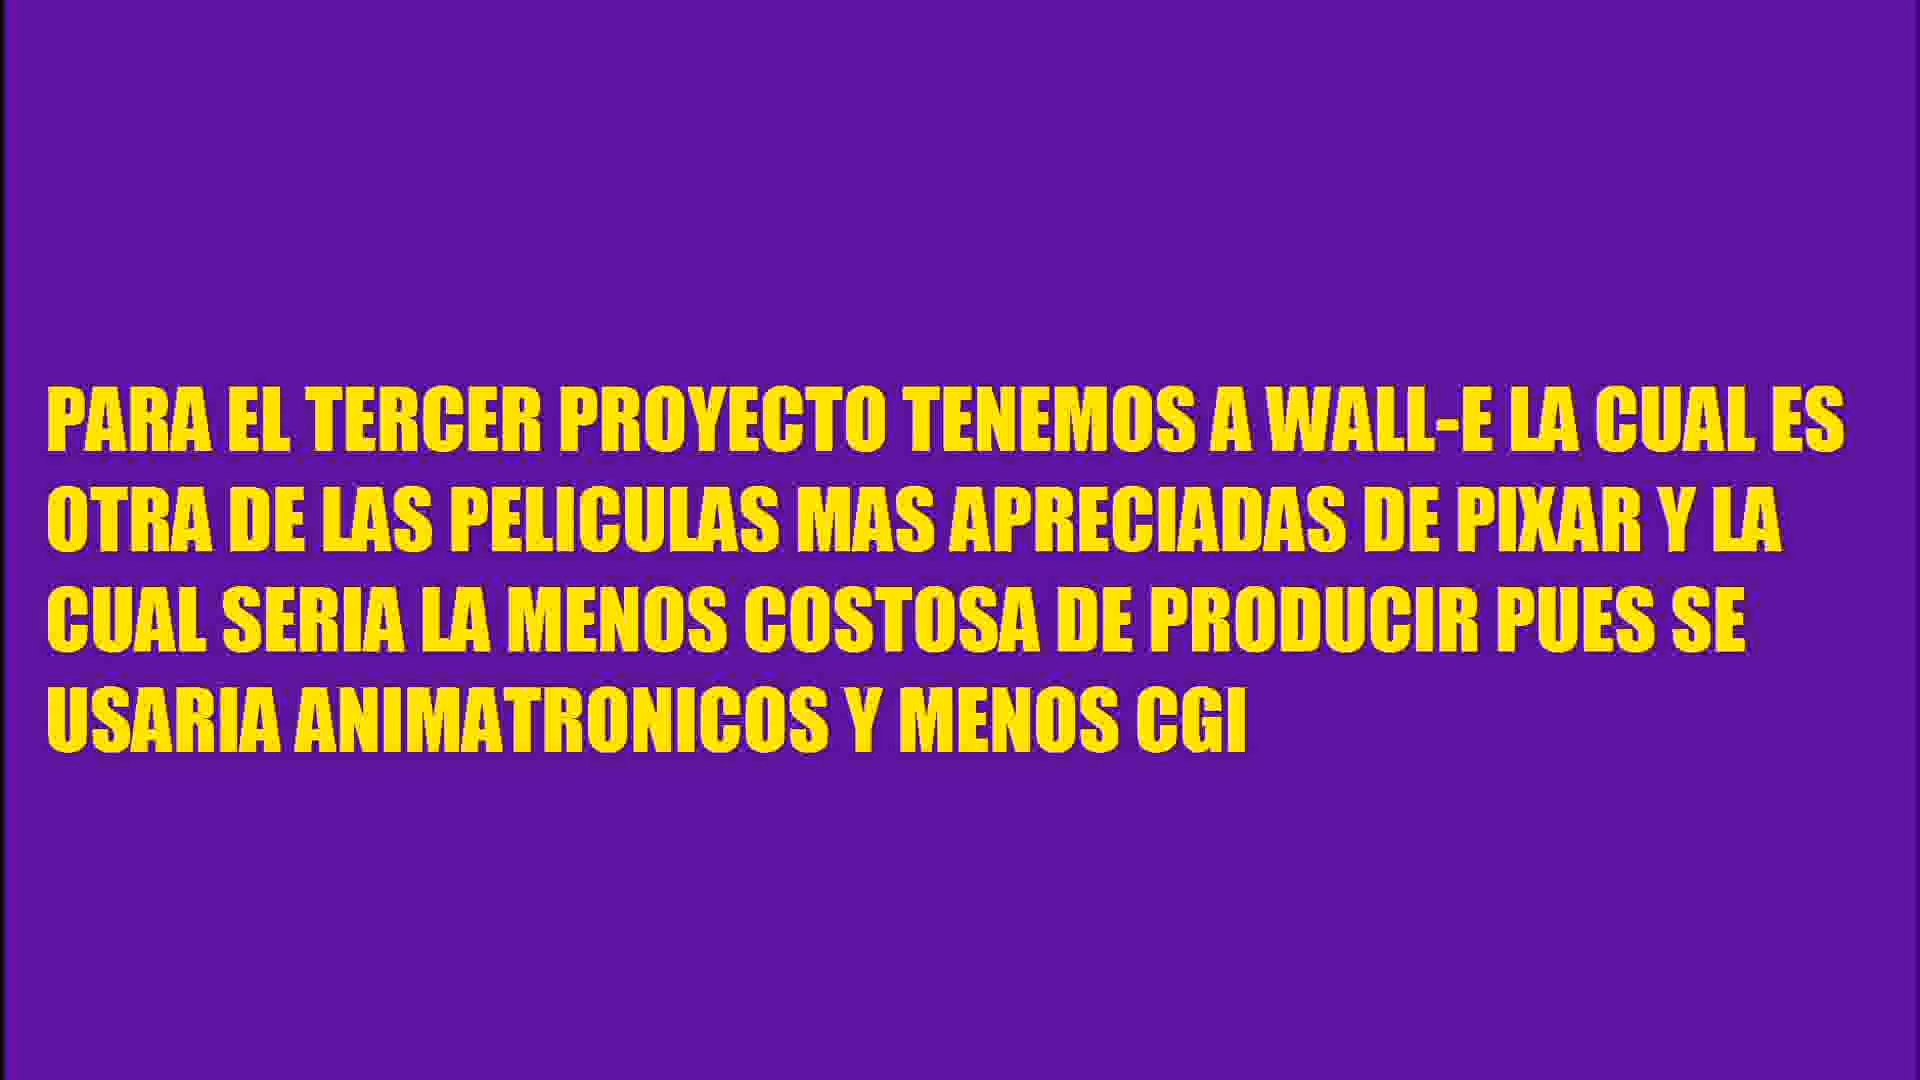 PARA EL TERCER PROYECTO TENEMOS A WALL-E LA CUAL ES
OTRA DE LAS PELICULAS MAS APRECIADAS DE PIXAR Y LA
CUAL SERIA LA MENOS COSTOSA DE PRODUCIR PUES SE
USARIA ANIMATRONICOS Y MENOS CGI